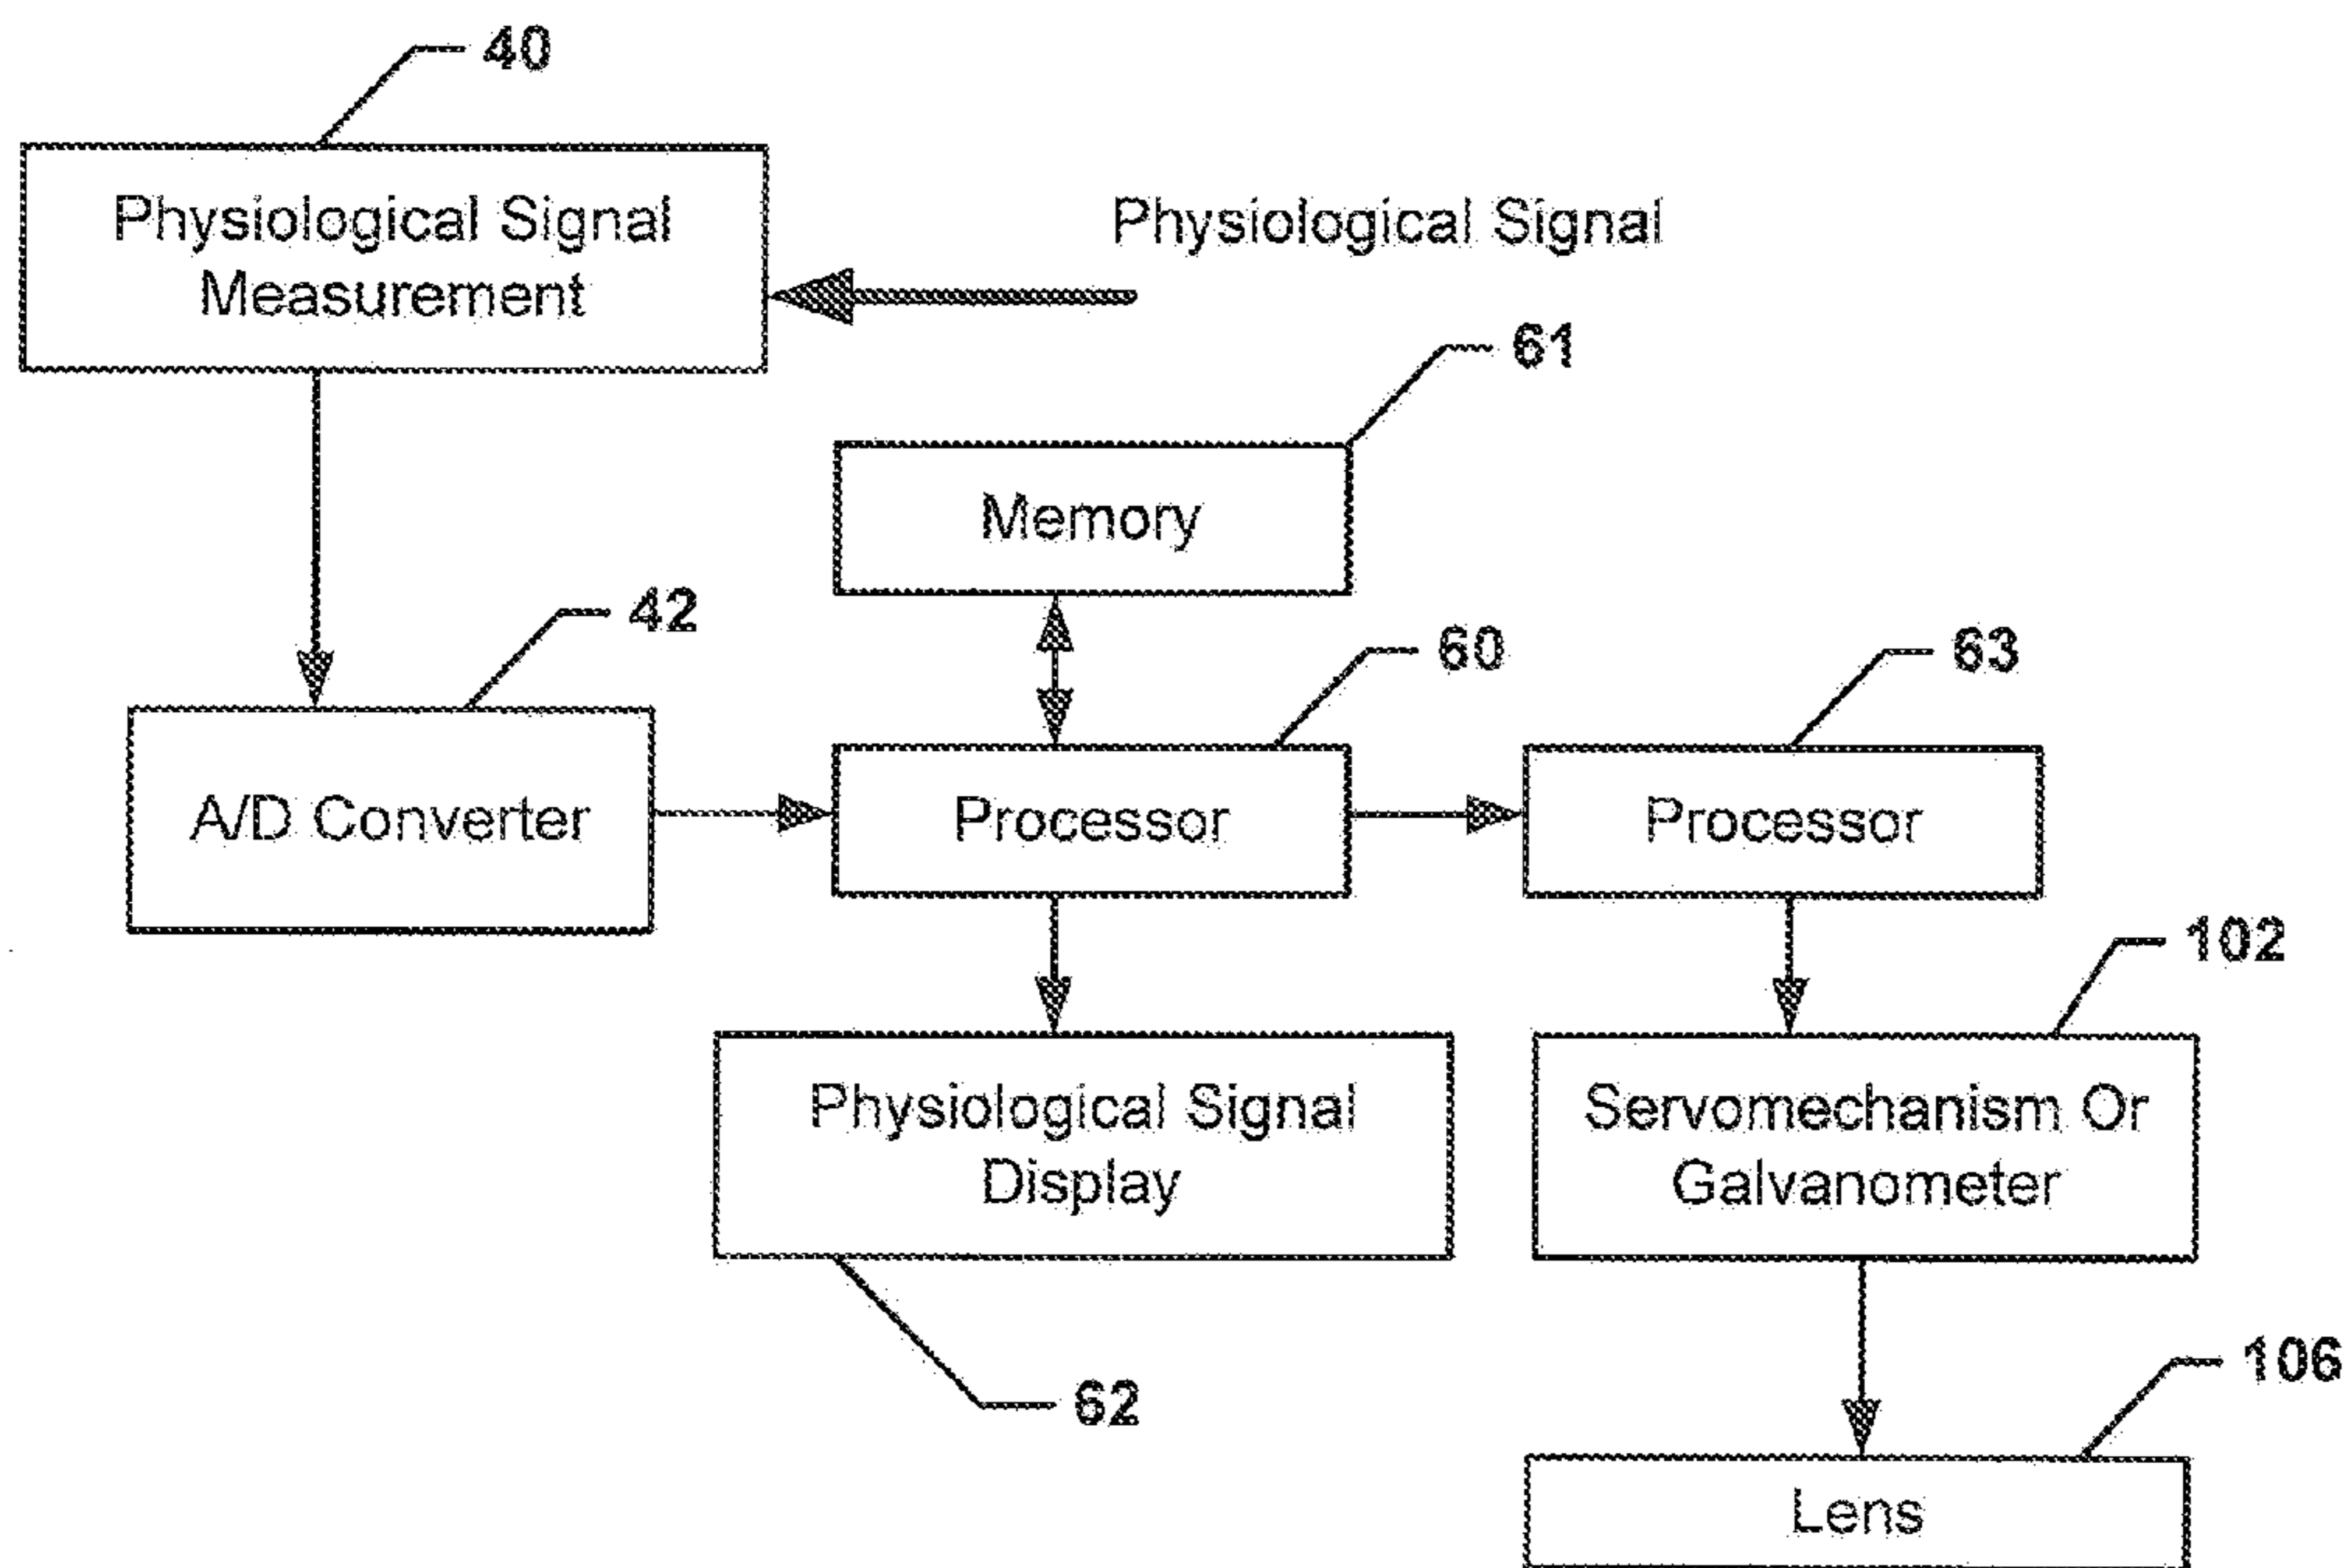 40
Physiological Signal
Measurement
Physiological Signal
61
Memory
42
60
63
A/D Converter
Processor
Processor
102
Physiological Signal
Display
Servomechanism Or
Galvanometer
62
106
Lens